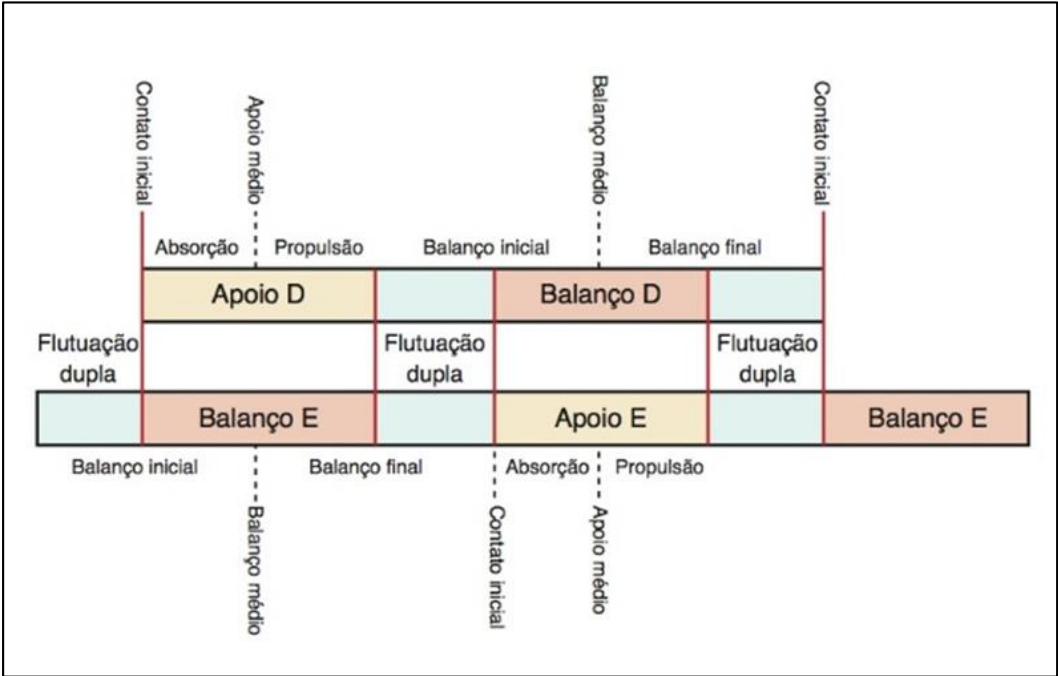 Contato inicial
Apoio médio
Balanço médio
Contato inicial
Absorção
Propulsão
Balanço inicial
Balanço final
Apoio D
Balanço D
Flutuação
dupla
Flutuação
dupla
Flutuação
dupla
Balanço E
Apoio E
Balanço E
Balanço inicial
Balanço final
Absorção
Propulsão
Balanço médio
Contato inicial
Apoio médio